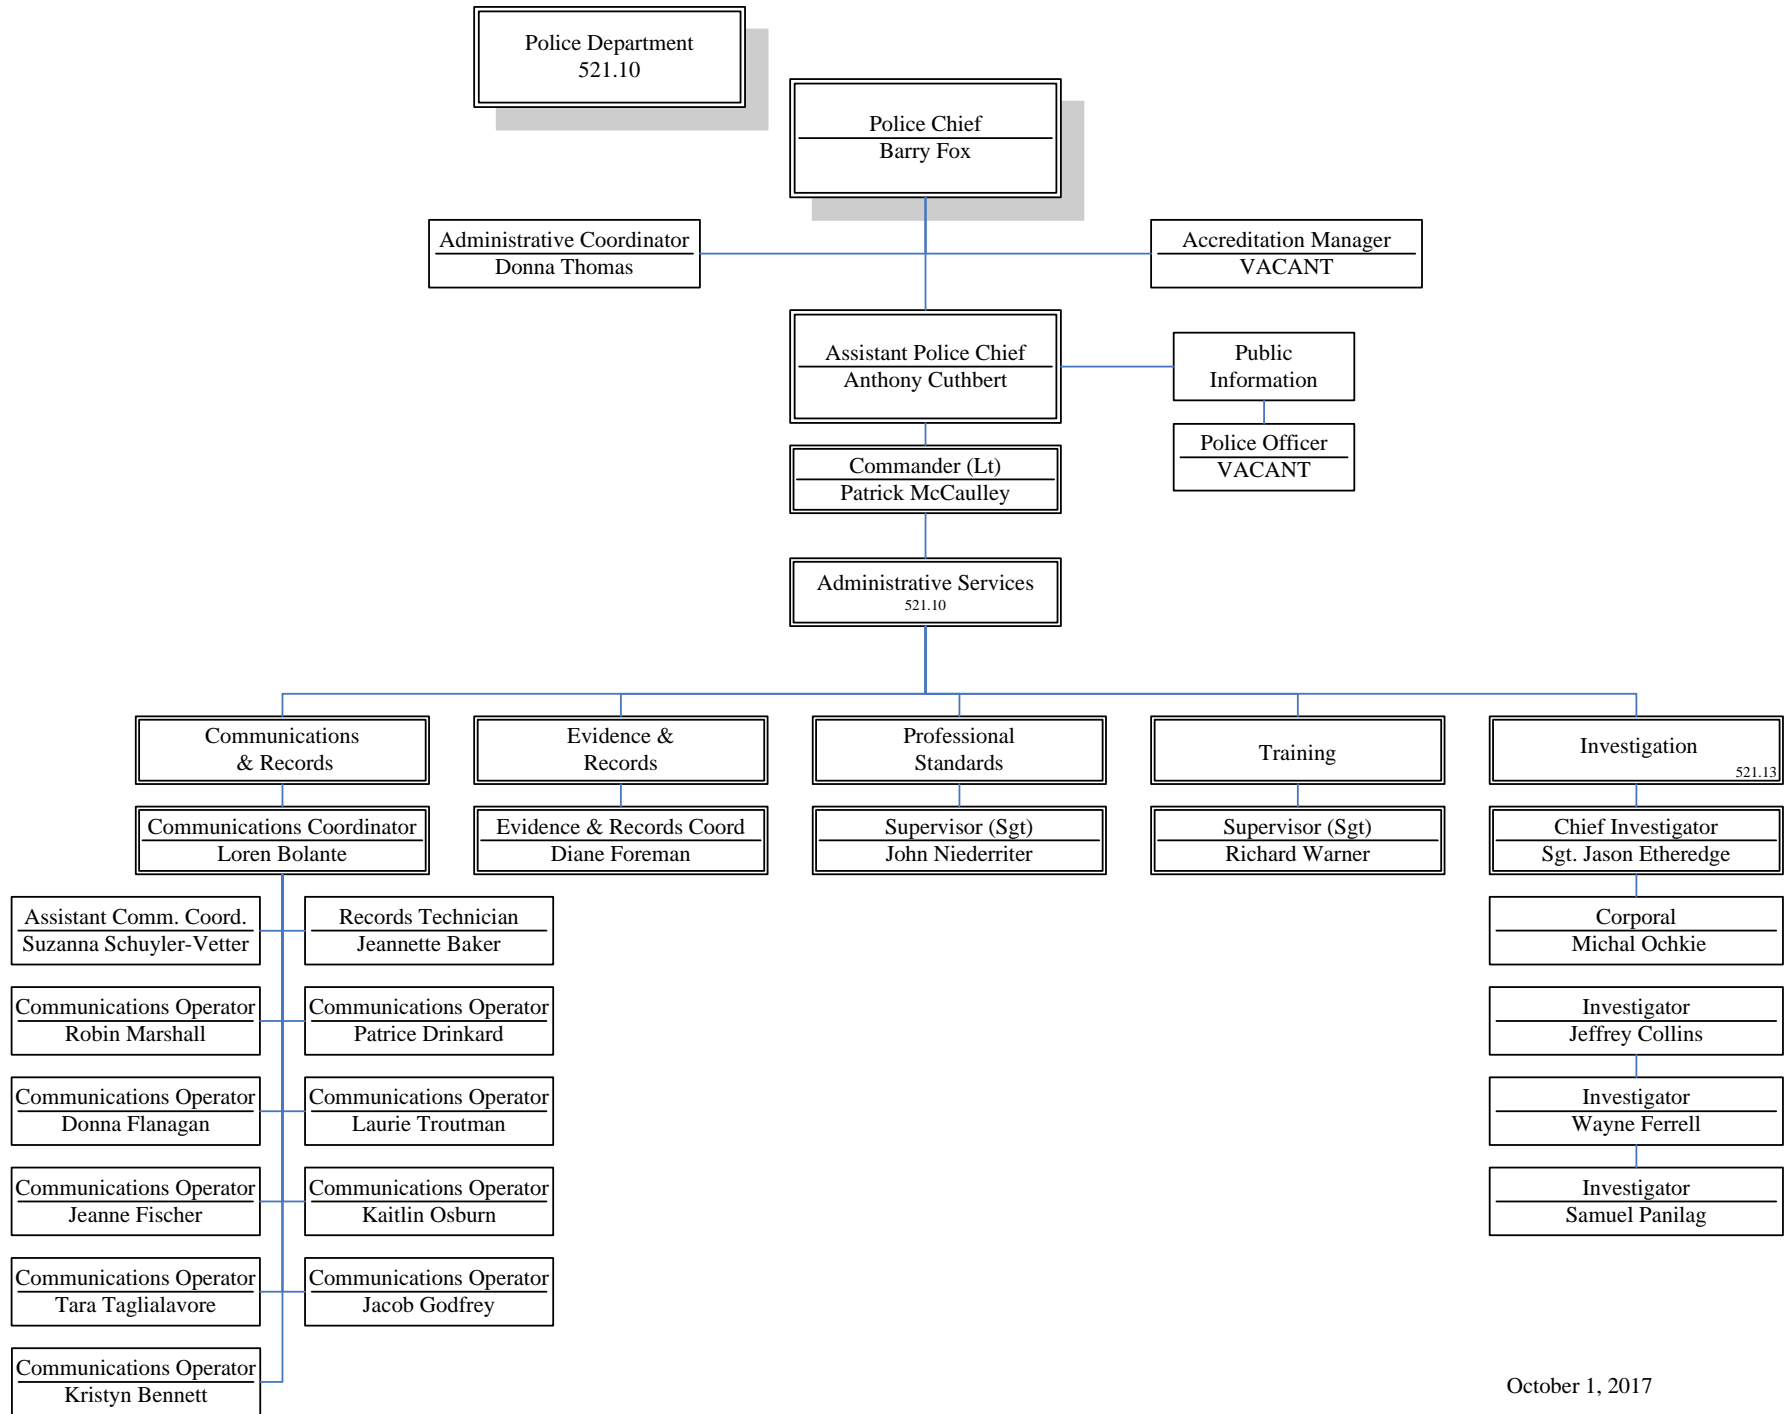 Police Department
521.10
Police Chief
Barry Fox
Administrative Coordinator
Donna Thomas
Accreditation Manager
VACANT
Assistant Police Chief
Anthony Cuthbert
Public
Information
Police Officer
VACANT
Commander (Lt)
Patrick McCaulley
Administrative Services
521.10
Communications
& Records
Evidence &
Records
Professional
Standards
Training
Investigation
521.13
Communications Coordinator
Loren Bolante
Evidence & Records Coord
Diane Foreman
Supervisor (Sgt)
John Niederriter
Supervisor (Sgt)
Richard Warner
Chief Investigator
Sgt. Jason Etheredge
Assistant Comm. Coord.
Suzanna Schuyler-Vetter
Records Technician
Jeannette Baker
Corporal
Michal Ochkie
Communications Operator
Robin Marshall
Communications Operator
Patrice Drinkard
Investigator
Jeffrey Collins
Communications Operator
Donna Flanagan
Communications Operator
Laurie Troutman
Investigator
Wayne Ferrell
Communications Operator
Jeanne Fischer
Communications Operator
Kaitlin Osburn
Investigator
Samuel Panilag
Communications Operator
Tara Taglialavore
Communications Operator
Jacob Godfrey
Communications Operator
Kristyn Bennett
October 1, 2017